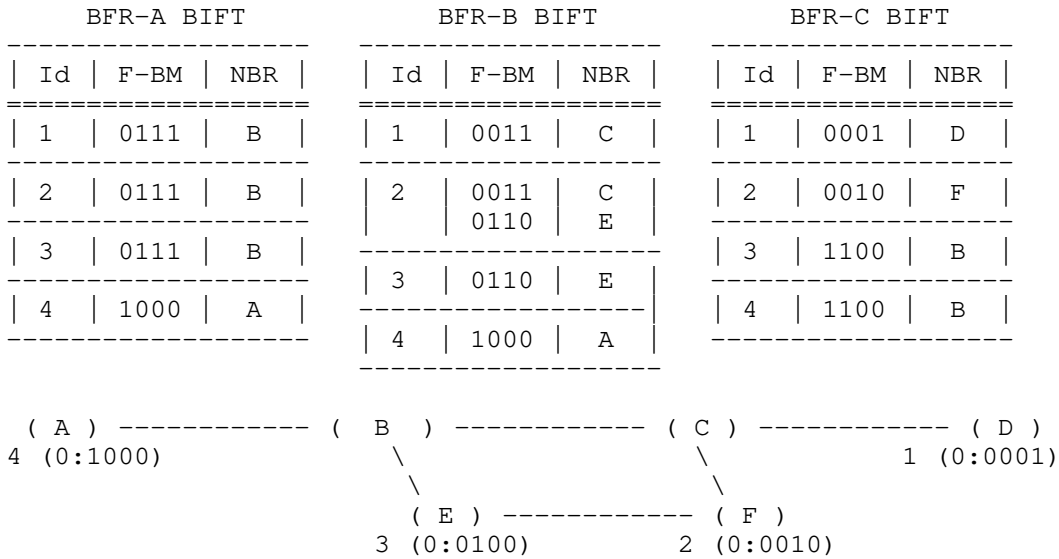 BFR-A BIFT BFR-B BIFT BFR-C BIFT
| Id | F-BM | NBR | | Id | F-BM | NBR | | Id | F-BM | NBR |
| 1 | 0111 | B | | 1 | 0011 | C | | 1 | 0001 | D |
| 2 | 0111 | B | | 2 | 0011 | C | | 2 | 0010 | F |
| | 0110 | E |
| 3 | 0111 | B | | 3 | 0110 | E | | 3 | 1100 | B |
| 4 | 1000 | A | | 4 | 1000 | A | | 4 | 1100 | B |
( A ) ------------ ( B ) ------------ ( C ) ------------ ( D )
4 (0:1000) \ \ 1 (0:0001)
\ \
( E ) ------------ ( F )
3 (0:0100) 2 (0:0010)